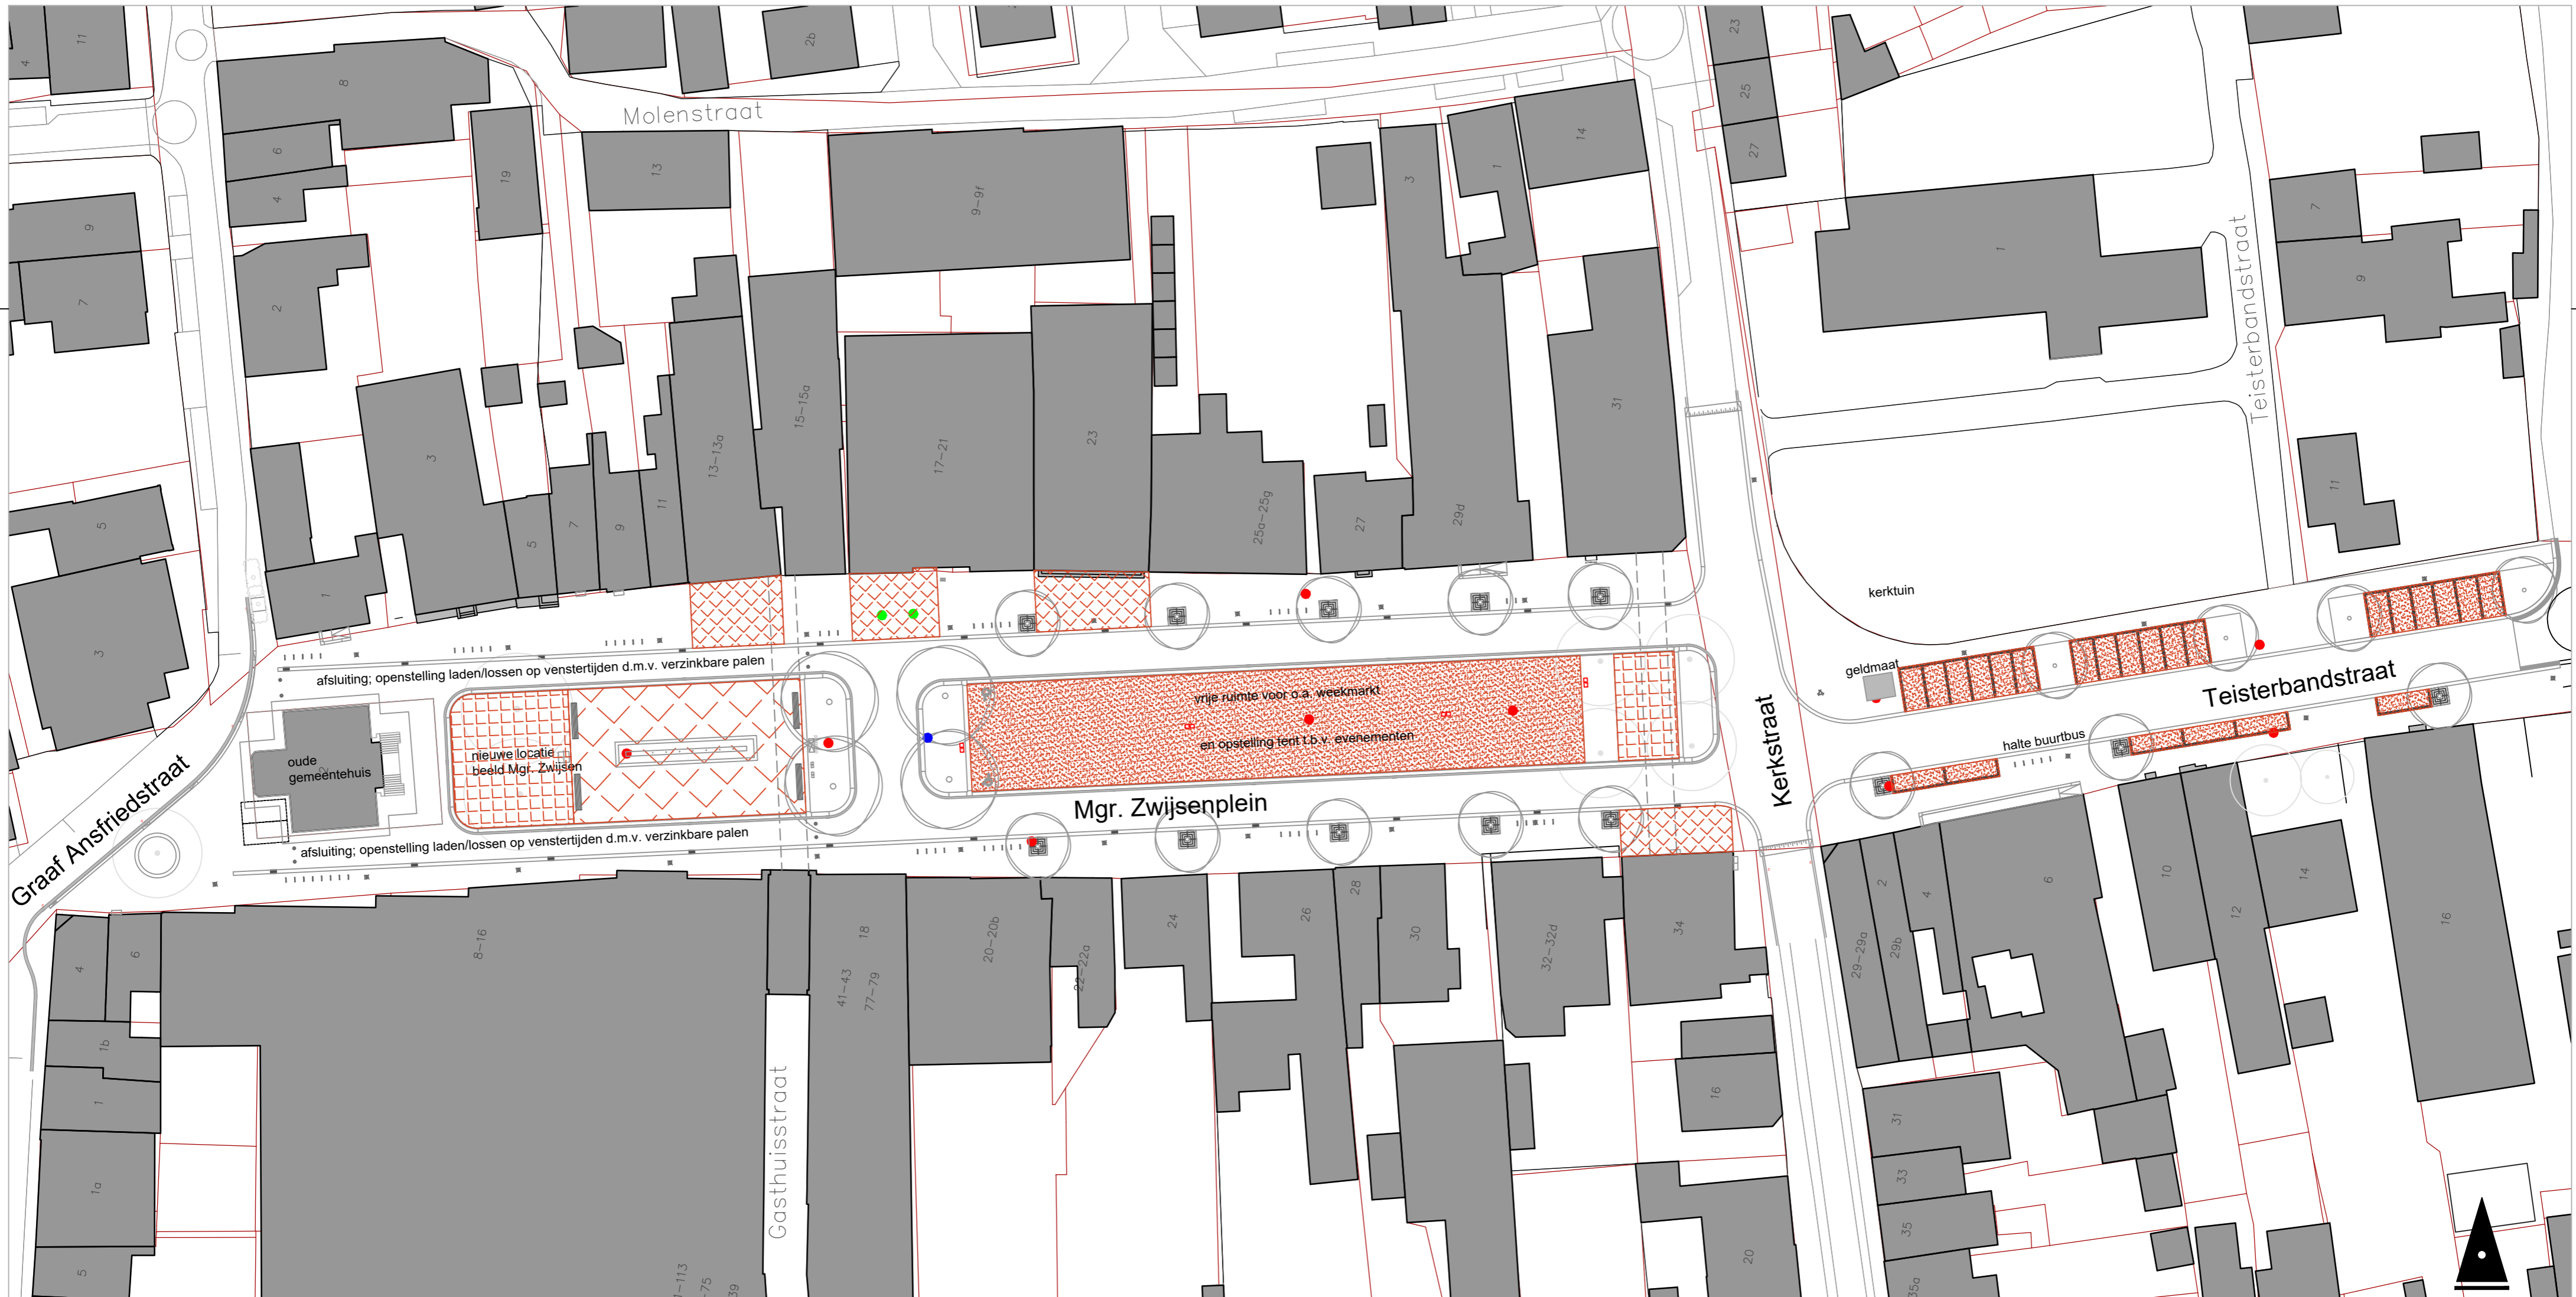 4
11
8
2b
23
Molenstraat
25
14
27
6
13
1
3
19
9-9f
4
7
9
1
2
7
Teisterbandstraat
9
3
13-13a
15-15a
17-21
23
31
5
5
7
9
11
25a-25g
27
29d
11
1
kerktuin
3
afsluiting; openstelling laden/lossen op venstertijden d.m.v. verzinkbare palen
geldmaat
vrije ruimte voor o.a. weekmarkt
Teisterbandstraat
oude
gemeentehuis
nieuwe locatie
beeld Mgr. Zwijsen
en opstelling tent t.b.v. evenementen
halte buurtbus
Graaf Ansfriedstraat
Mgr. Zwijsenplein
Kerkstraat
afsluiting; openstelling laden/lossen op venstertijden d.m.v. verzinkbare palen
4
6
8-16
18
41-43
77-79
20-20b
22-22a
24
26
28
30
32-32d
34
29-29a
2
29b
4
6
10
12
14
16
1b
1
Gasthuisstraat
16
31
1a
33
35
5
20
35a